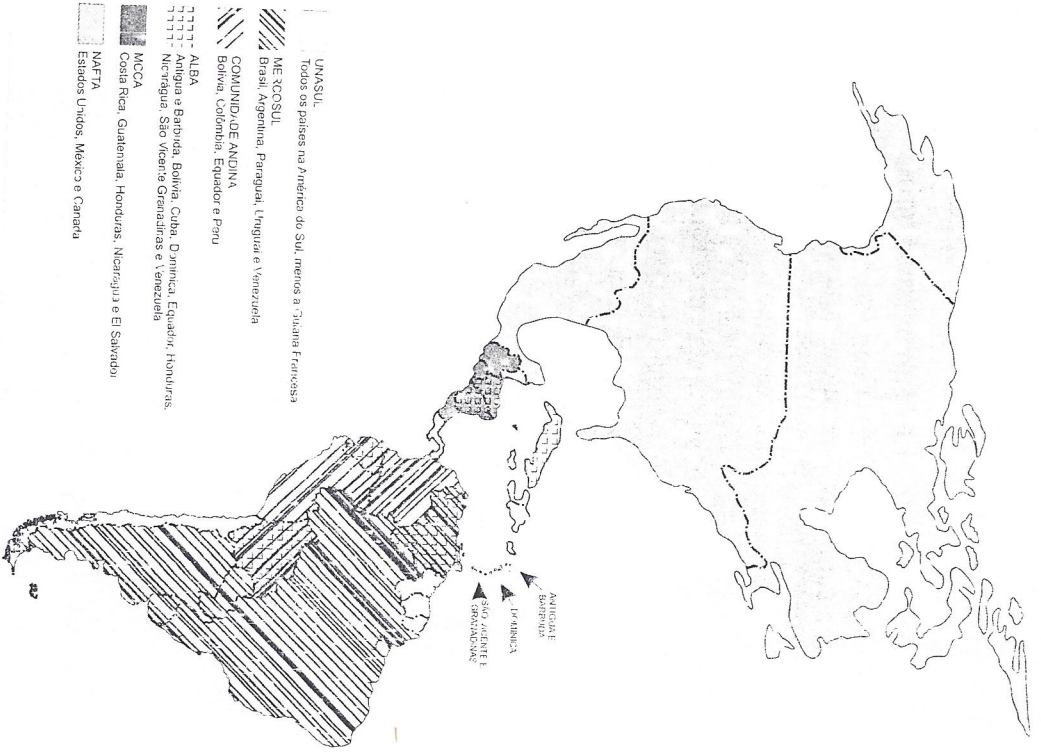 UNASUL
Todos os países na América do Sul, menos a Guiana Francesa
MERCOSUL
Brasil, Argentina, Paraguai, Uruguai e Venezuela
COMUNIDADE ANDINA
Bolívia, Colômbia, Equador e Peru
ALBA
Antigua e Barbuda, Bolívia, Cuba, Dominica, Equador, Honduras,
Nicarágua, São Vicente Granadinas e Venezuela
MCCA
Costa Rica, Guatemala, Honduras, Nicarágua e El Salvador
NAFTA
Estados Unidos, México e Canadá
ANTIGUA E
BARBUDA
DOMINICA
SÃO VICENTE E
GRANADINAS